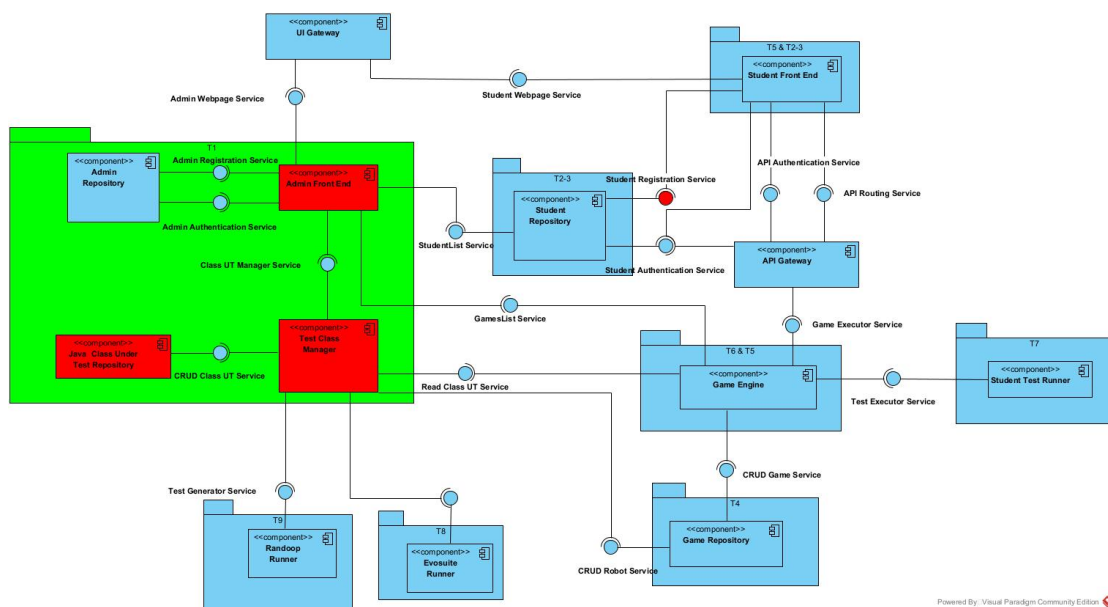 <<component>>
UI Gateway
T5 & T2-3
<<component>>
Student Front End
Student Webpage Service
Admin Webpage Service
T1
<<component>>
Admin
Repository
Admin Registration Service
<<component>>
Admin Front End
Admin Authentication Service
T2-3
<<component>>
Student
Repository
Student Registration Service
API Authentication Service
API Routing Service
StudentList Service
Student Authentication Service
<<component>>
API Gateway
Class UT Manager Service
GamesList Service
Game Executor Service
<<component>>
Java Class Under
Test Repository
CRUD Class UT Service
<<component>>
Test Class
Manager
Read Class UT Service
T6 & T5
<<component>>
Game Engine
Test Executor Service
T7
<<component>>
Student Test Runner
CRUD Game Service
Test Generator Service
T9
<<component>>
Randoop
Runner
T8
<<component>>
Evosuite
Runner
T4
<<component>>
Game Repository
CRUD Robot Service
Powered By: Visual Paradigm Community Edition